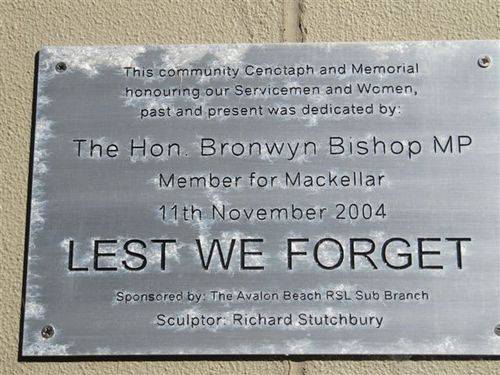 This community Cenotaph and Memorial
honouring our Servicemen and Women,
past and present was dedicated by:
The Hon. Bronwyn Bishop MP
Member for Mackellar
11th November 2004
LEST WE FORGET
Sponsored by: The Avalon Beach RSL Sub Branch
Sculptor: Richard Stutchbury